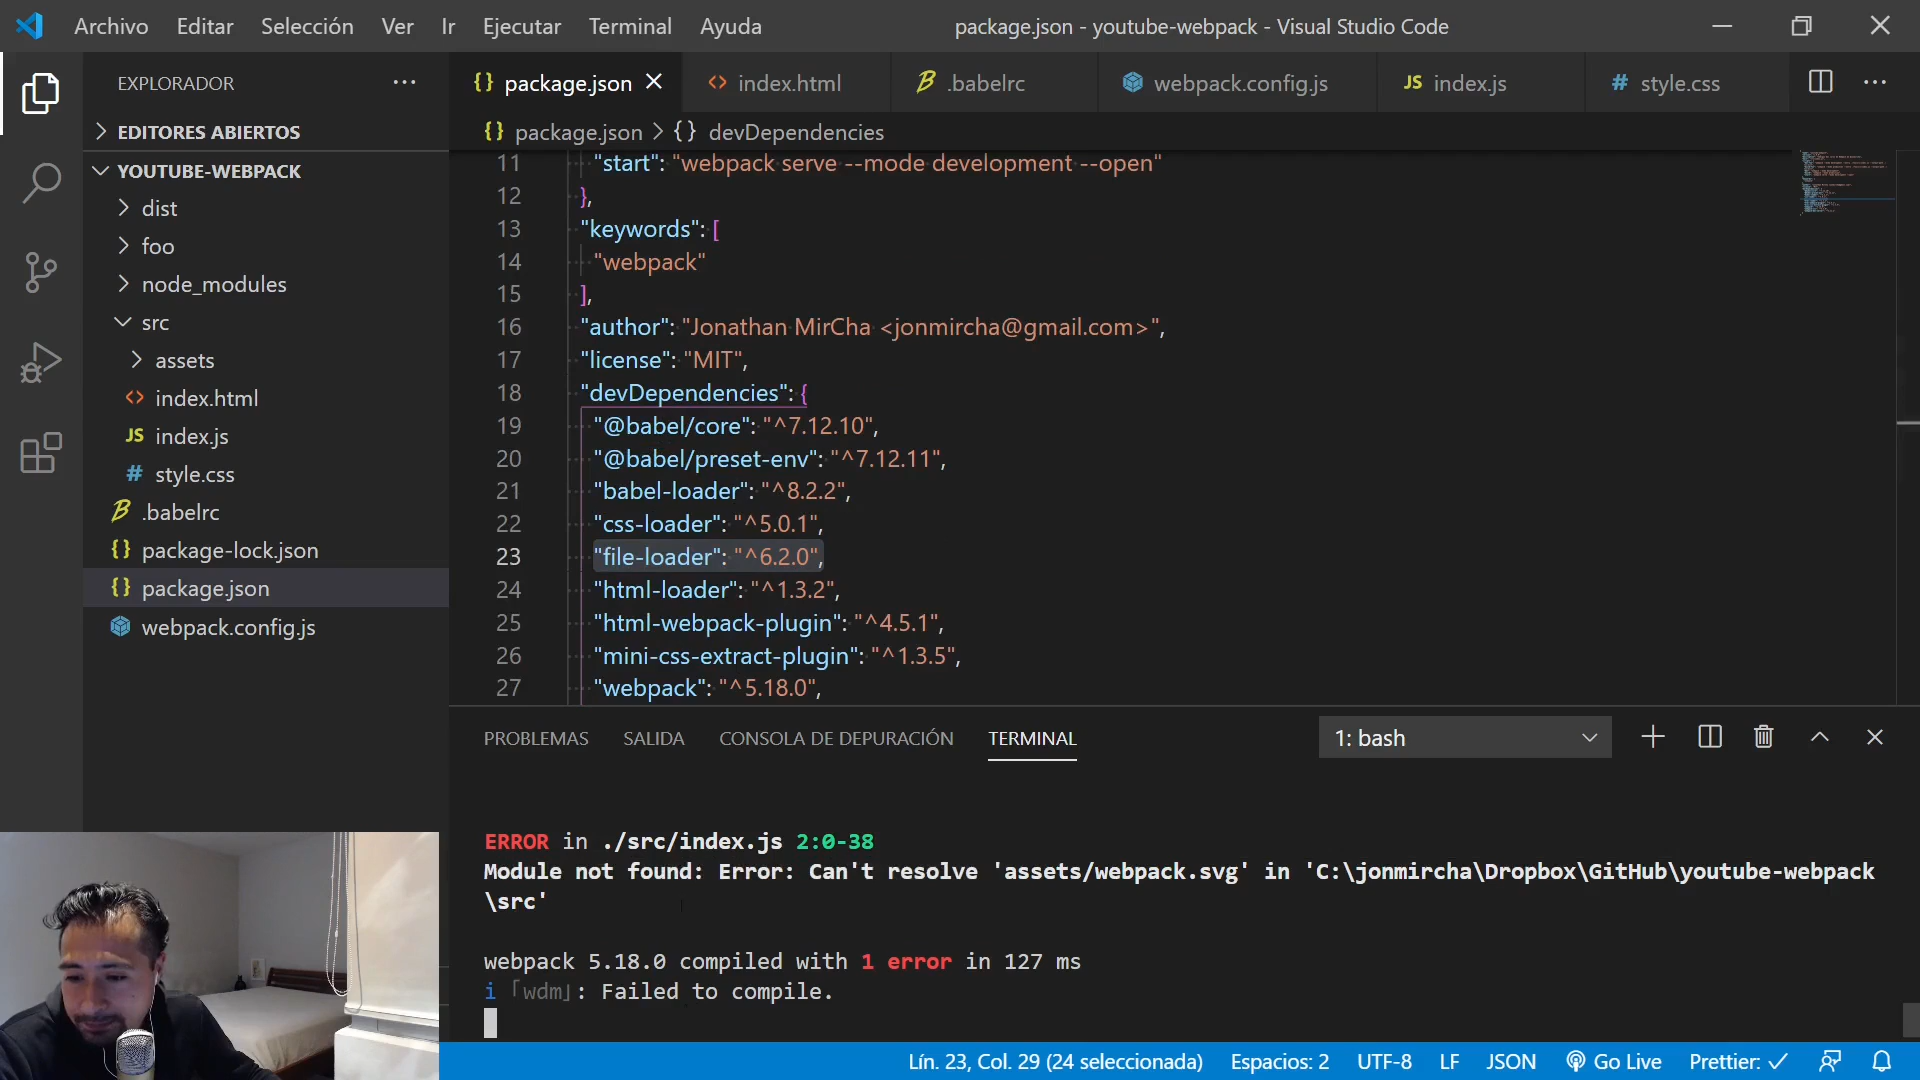 Archivo Editar Selección Ver Ir Ejecutar Terminal Ayuda package.json - youtube-webpack - Visual Studio Code
EXPLORADOR
EDITORES ABIERTOS
YOUTUBE-WEBPACK
dist
foo
node_modules
src
assets
<> index.html
JS index.js
# style.css
.babelrc
{} package-lock.json
{} package.json
webpack.config.js
{} package.json <> index.html .babelrc webpack.config.js JS index.js # style.css
{} package.json > {} devDependencies
11 "start": "webpack serve --mode development --open"
12 },
13 "keywords": [
14 "webpack"
15 ],
16 "author": "Jonathan MirCha <jonmircha@gmail.com>",
17 "license": "MIT",
18 "devDependencies": {
19 "@babel/core": "^7.12.10",
20 "@babel/preset-env": "^7.12.11",
21 "babel-loader": "^8.2.2",
22 "css-loader": "^5.0.1",
23 "file-loader": "^6.2.0",
24 "html-loader": "^1.3.2",
25 "html-webpack-plugin": "^4.5.1",
26 "mini-css-extract-plugin": "^1.3.5",
27 "webpack": "^5.18.0",
PROBLEMAS SALIDA CONSOLA DE DEPURACIÓN TERMINAL 1: bash
ERROR in ./src/index.js 2:0-38
Module not found: Error: Can't resolve 'assets/webpack.svg' in 'C:\jonmircha\Dropbox\GitHub\youtube-webpack
\src'
webpack 5.18.0 compiled with 1 error in 127 ms
i ｢wdm｣: Failed to compile.
Lín. 23, Col. 29 (24 seleccionada) Espacios: 2 UTF-8 LF JSON Go Live Prettier: ✓